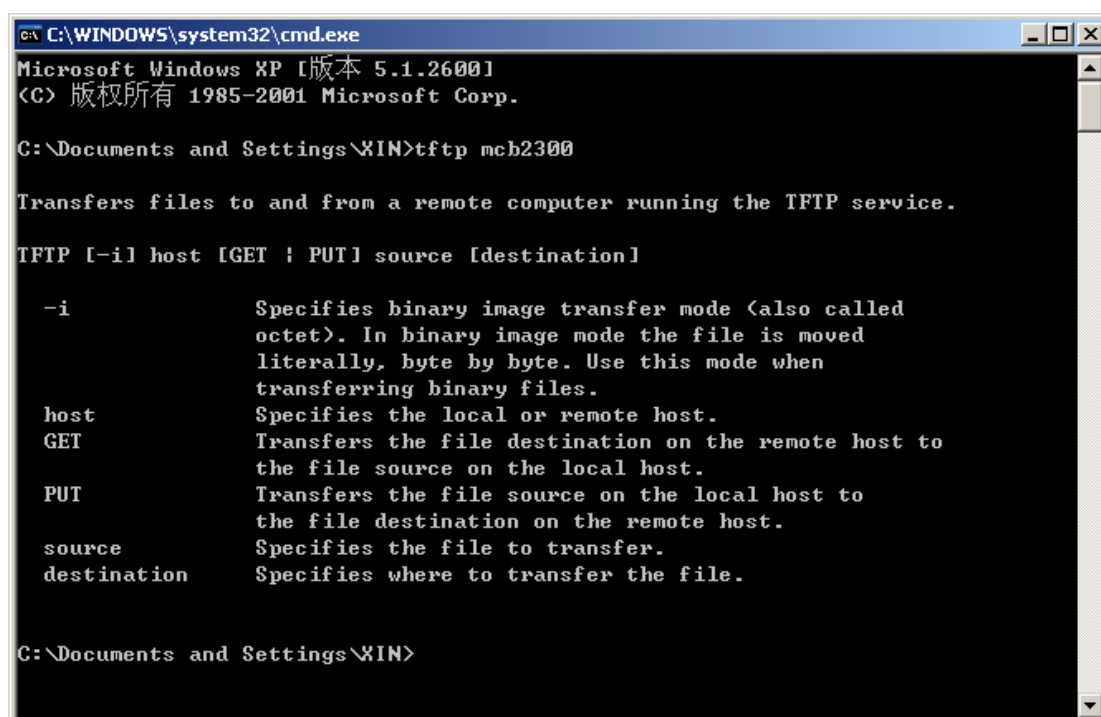 C:\WINDOWS\system32\cmd.exe
Microsoft Windows XP [版本 5.1.2600]
(C) 版权所有 1985-2001 Microsoft Corp.
C:\Documents and Settings\XIN>tftp mcb2300
Transfers files to and from a remote computer running the TFTP service.
TFTP [-i] host [GET | PUT] source [destination]
-i Specifies binary image transfer mode (also called
octet). In binary image mode the file is moved
literally, byte by byte. Use this mode when
transferring binary files.
host Specifies the local or remote host.
GET Transfers the file destination on the remote host to
the file source on the local host.
PUT Transfers the file source on the local host to
the file destination on the remote host.
source Specifies the file to transfer.
destination Specifies where to transfer the file.
C:\Documents and Settings\XIN>